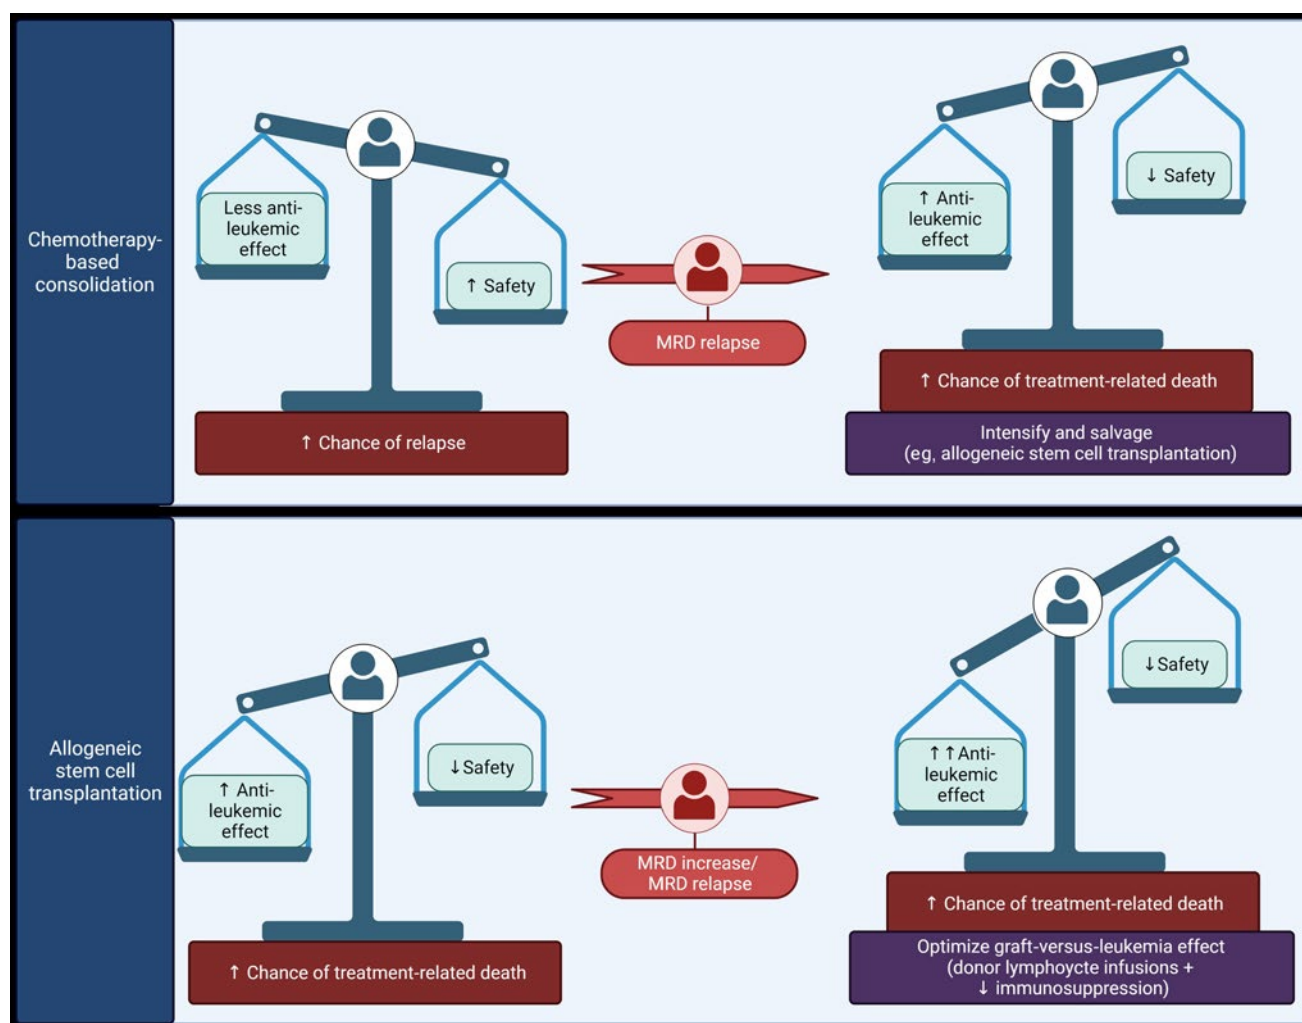 Chemotherapy-
based
consolidation
Less anti-
leukemic
effect
↑ Safety
↑ Chance of relapse
MRD relapse
↑ Anti-
leukemic
effect
↓ Safety
↑ Chance of treatment-related death
Intensify and salvage
(eg, allogeneic stem cell transplantation)
Allogeneic
stem cell
transplantation
↑ Anti-
leukemic
effect
↓Safety
↑ Chance of treatment-related death
MRD increase/
MRD relapse
↑↑Anti-
leukemic
effect
↓Safety
↑ Chance of treatment-related death
Optimize graft-versus-leukemia effect
(donor lymphoycte infusions +
↓ immunosuppression)